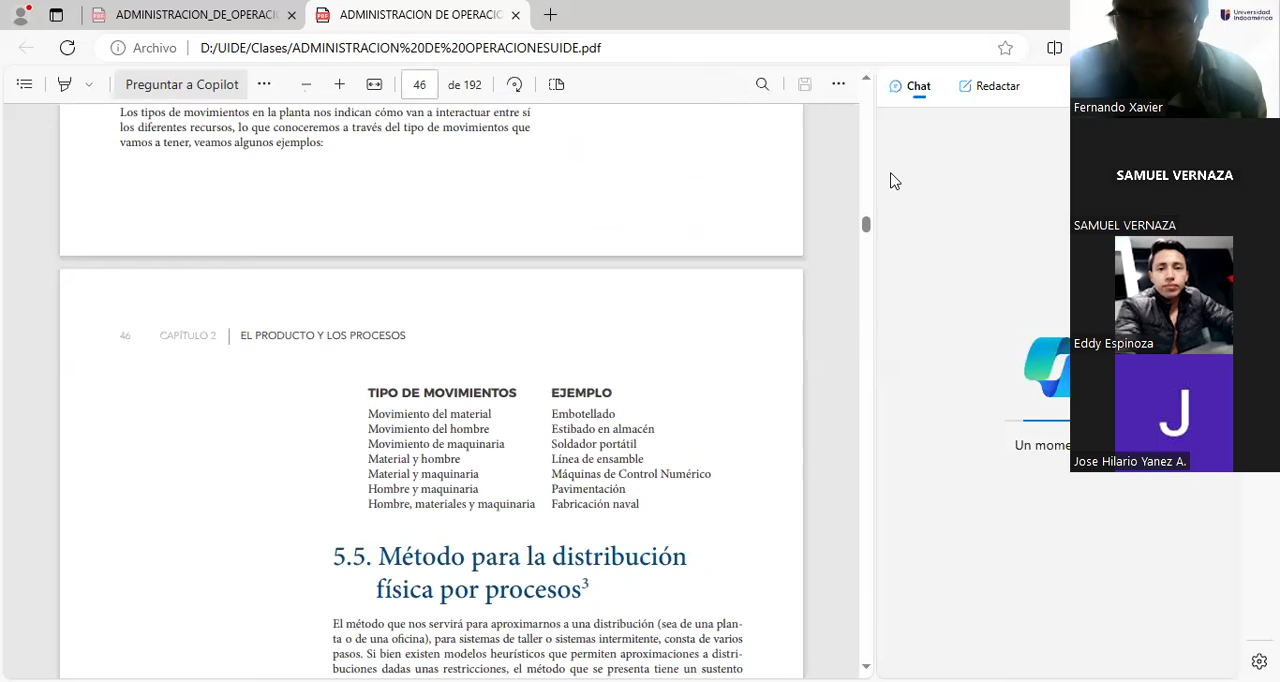 ADMINISTRACION_DE_OPERACI
ADMINISTRACION DE OPERACIO
Archivo
D:/UIDE/Clases/ADMINISTRACION%20DE%20OPERACIONESUIDE.pdf
Preguntar a Copilot
46
de 192
Chat
Redactar
Los tipos de movimientos en la planta nos indican cómo van a interactuar entre sí
los diferentes recursos, lo que conoceremos a través del tipo de movimientos que
vamos a tener, veamos algunos ejemplos:
46 CAPÍTULO 2 | EL PRODUCTO Y LOS PROCESOS
TIPO DE MOVIMIENTOS EJEMPLO
Movimiento del material Embotellado
Movimiento del hombre Estibado en almacén
Movimiento de maquinaria Soldador portátil
Material y hombre Línea de ensamble
Material y maquinaria Máquinas de Control Numérico
Hombre y maquinaria Pavimentación
Hombre, materiales y maquinaria Fabricación naval
5.5. Método para la distribución
física por procesos³
El método que nos servirá para aproximarnos a una distribución (sea de una plan-
ta o de una oficina), para sistemas de taller o sistemas intermitente, consta de varios
pasos. Si bien existen modelos heurísticos que permiten aproximaciones a distri-
buciones dadas unas restricciones, el método que se presenta tiene un sustento
Un mome
Universidad
Indoamérica
Fernando Xavier
SAMUEL VERNAZA
SAMUEL VERNAZA
Eddy Espinoza
J
Jose Hilario Yanez A.